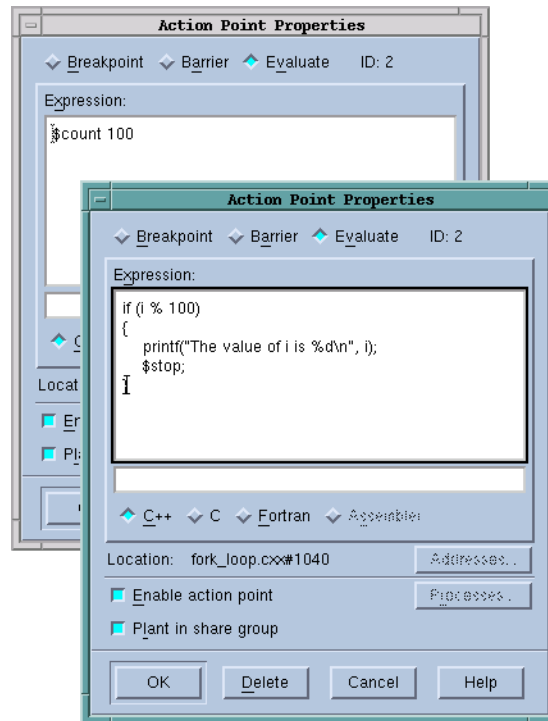 Action Point Properties
Breakpoint Barrier Evaluate ID: 2
Expression:
$count 100
Locat
Action Point Properties
Breakpoint Barrier Evaluate ID: 2
Expression:
if (i % 100)
{
printf("The value of i is %d\n", i);
$stop;
}
C++ C Fortran Assembler
Location: fork_loop.cxx#1040 Addresses..
Enable action point Processes..
Plant in share group
OK Delete Cancel Help